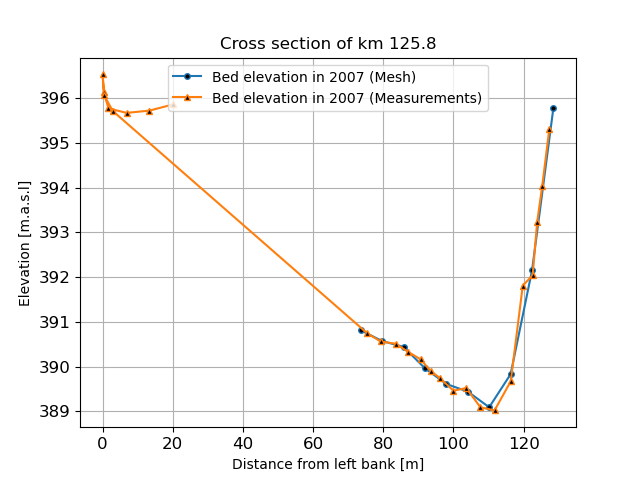 Cross section of km 125.8
Bed elevation in 2007 (Mesh)
Bed elevation in 2007 (Measurements)
Elevation [m.a.s.l]
396
395
394
393
392
391
390
389
0 20 40 60 80 100 120
Distance from left bank [m]